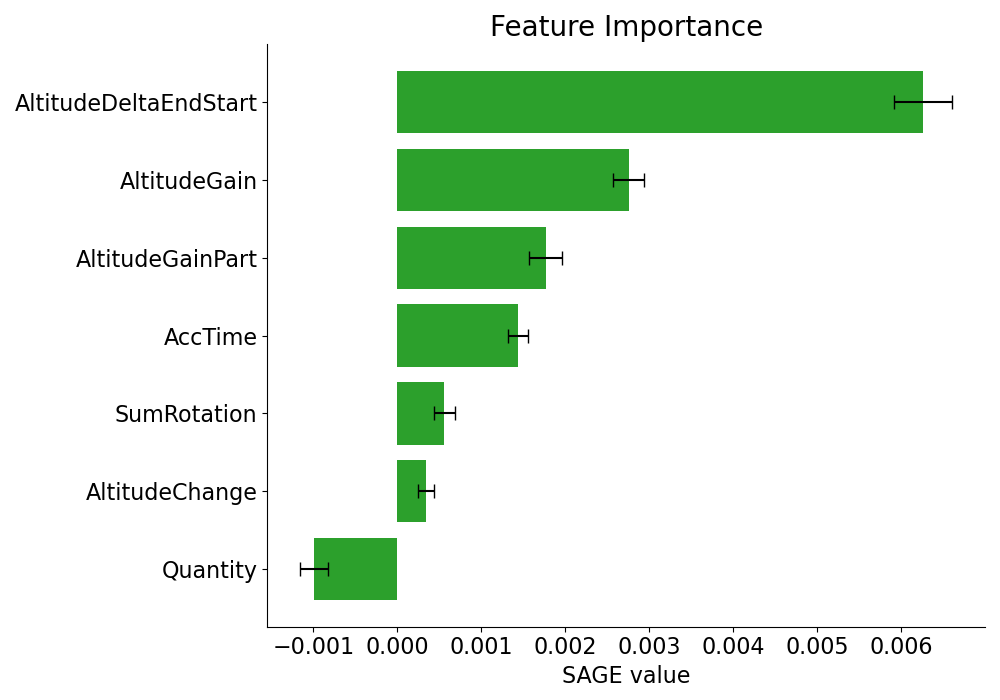 Feature Importance
AltitudeDeltaEndStart
AltitudeGain
AltitudeGainPart
AccTime
SumRotation
AltitudeChange
Quantity
−0.001 0.000 0.001 0.002 0.003 0.004 0.005 0.006
SAGE value